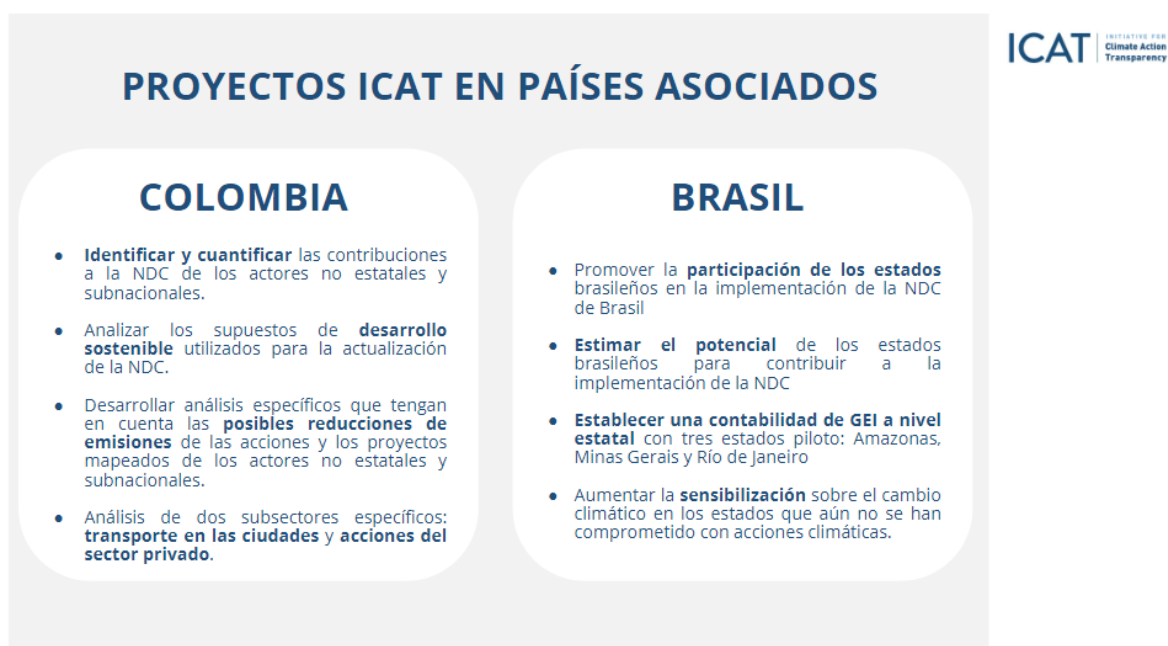 PROYECTOS ICAT EN PAÍSES ASOCIADOS
ICAT
INITIATIVE FOR
Climate Action
Transparency
COLOMBIA
● Identificar y cuantificar las contribuciones
a la NDC de los actores no estatales y
subnacionales.
● Analizar los supuestos de desarrollo
sostenible utilizados para la actualización
de la NDC.
● Desarrollar análisis específicos que tengan
en cuenta las posibles reducciones de
emisiones de las acciones y los proyectos
mapeados de los actores no estatales y
subnacionales.
● Análisis de dos subsectores específicos:
transporte en las ciudades y acciones del
sector privado.
BRASIL
● Promover la participación de los estados
brasileños en la implementación de la NDC
de Brasil
● Estimar el potencial de los estados
brasileños para contribuir a la
implementación de la NDC
● Establecer una contabilidad de GEI a nivel
estatal con tres estados piloto: Amazonas,
Minas Gerais y Río de Janeiro
● Aumentar la sensibilización sobre el cambio
climático en los estados que aún no se han
comprometido con acciones climáticas.